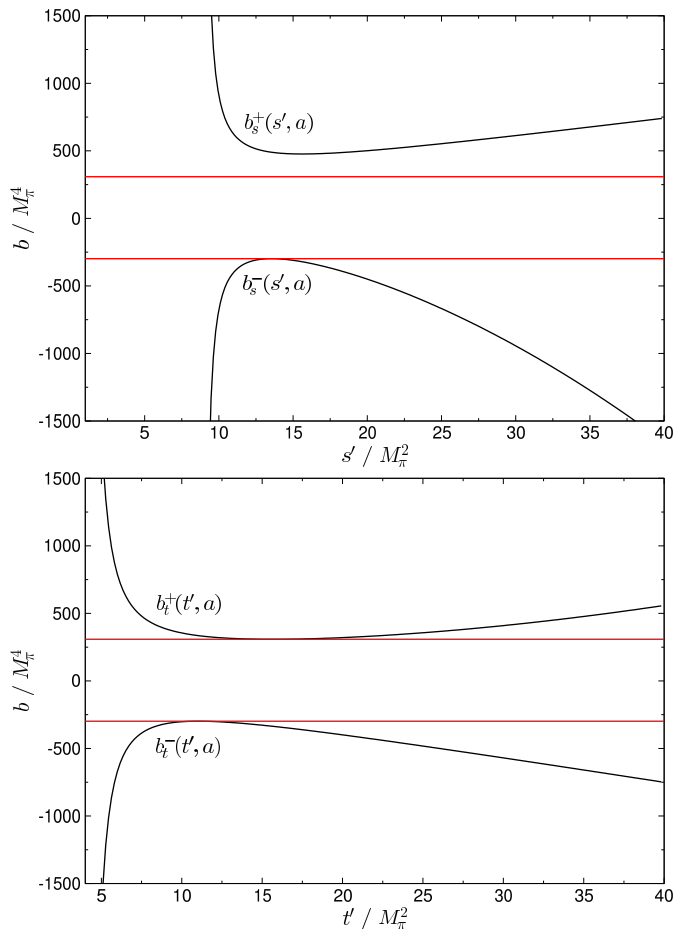 1500
1000
500
0
-500
-1000
-1500
b / M_π^4
b_s^+(s′, a)
b_s^−(s′, a)
5 10 15 20 25 30 35 40
s′ / M_π^2
1500
1000
500
0
-500
-1000
-1500
b / M_π^4
b_t^+(t′, a)
b_t^−(t′, a)
5 10 15 20 25 30 35 40
t′ / M_π^2